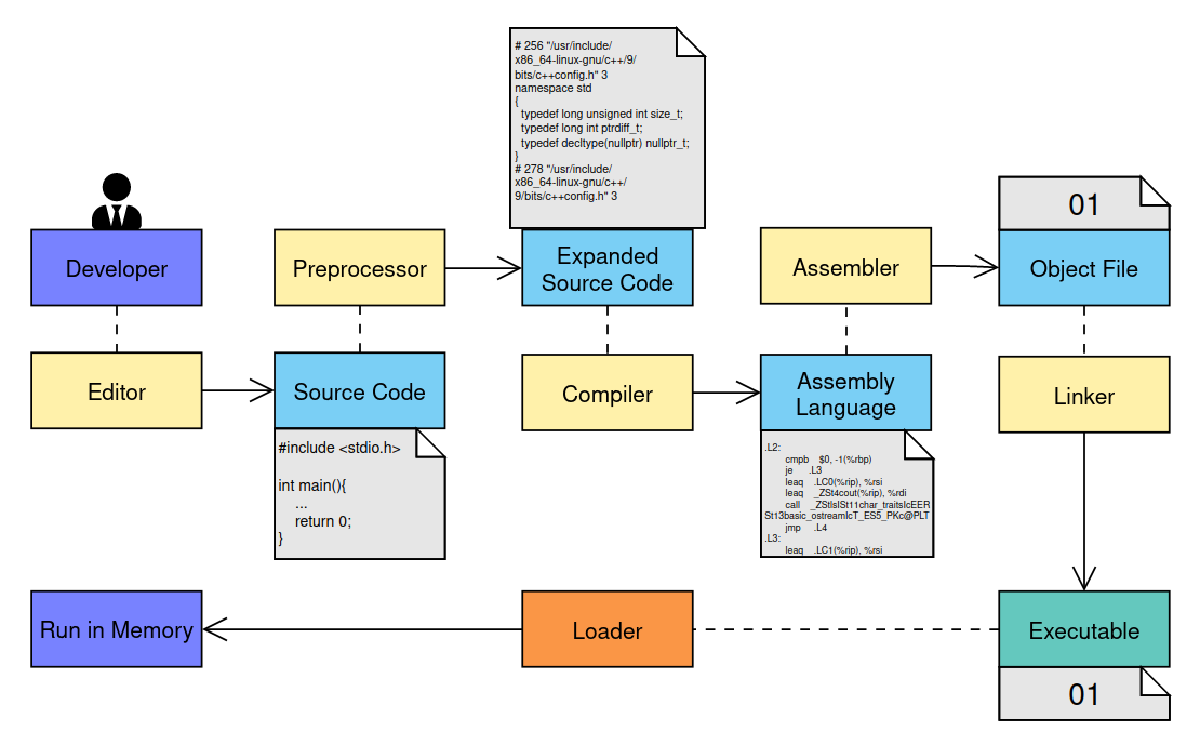 # 256 "/usr/include/
x86_64-linux-gnu/c++/9/
bits/c++config.h" 3
namespace std
{
typedef long unsigned int size_t;
typedef long int ptrdiff_t;
typedef decltype(nullptr) nullptr_t;
}
# 278 "/usr/include/
x86_64-linux-gnu/c++/
9/bits/c++config.h" 3
01
Developer
Preprocessor
Expanded
Source Code
Assembler
Object File
Editor
Source Code
Compiler
Assembly
Language
Linker
#include <stdio.h>
int main(){
...
return 0;
}
.L2:
cmpb $0, -1(%rbp)
je .L3
leaq .LC0(%rip), %rsi
leaq _ZSt4cout(%rip), %rdi
call _ZStlsISt11char_traitsIcEER
St13basic_ostreamIcT_ES5_PKc@PLT
jmp .L4
.L3:
leaq .LC1(%rip), %rsi
Run in Memory
Loader
Executable
01